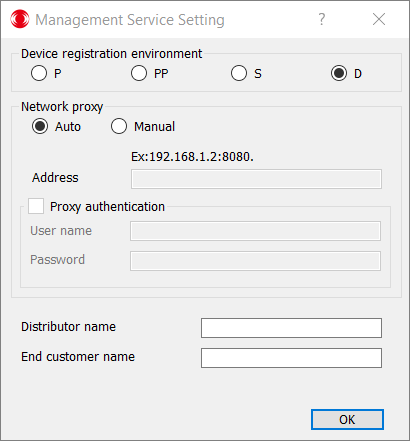 Management Service Setting ?
Device registration environment
P PP S D
Network proxy
Auto Manual
Ex:192.168.1.2:8080.
Address
Proxy authentication
User name
Password
Distributor name
End customer name
OK